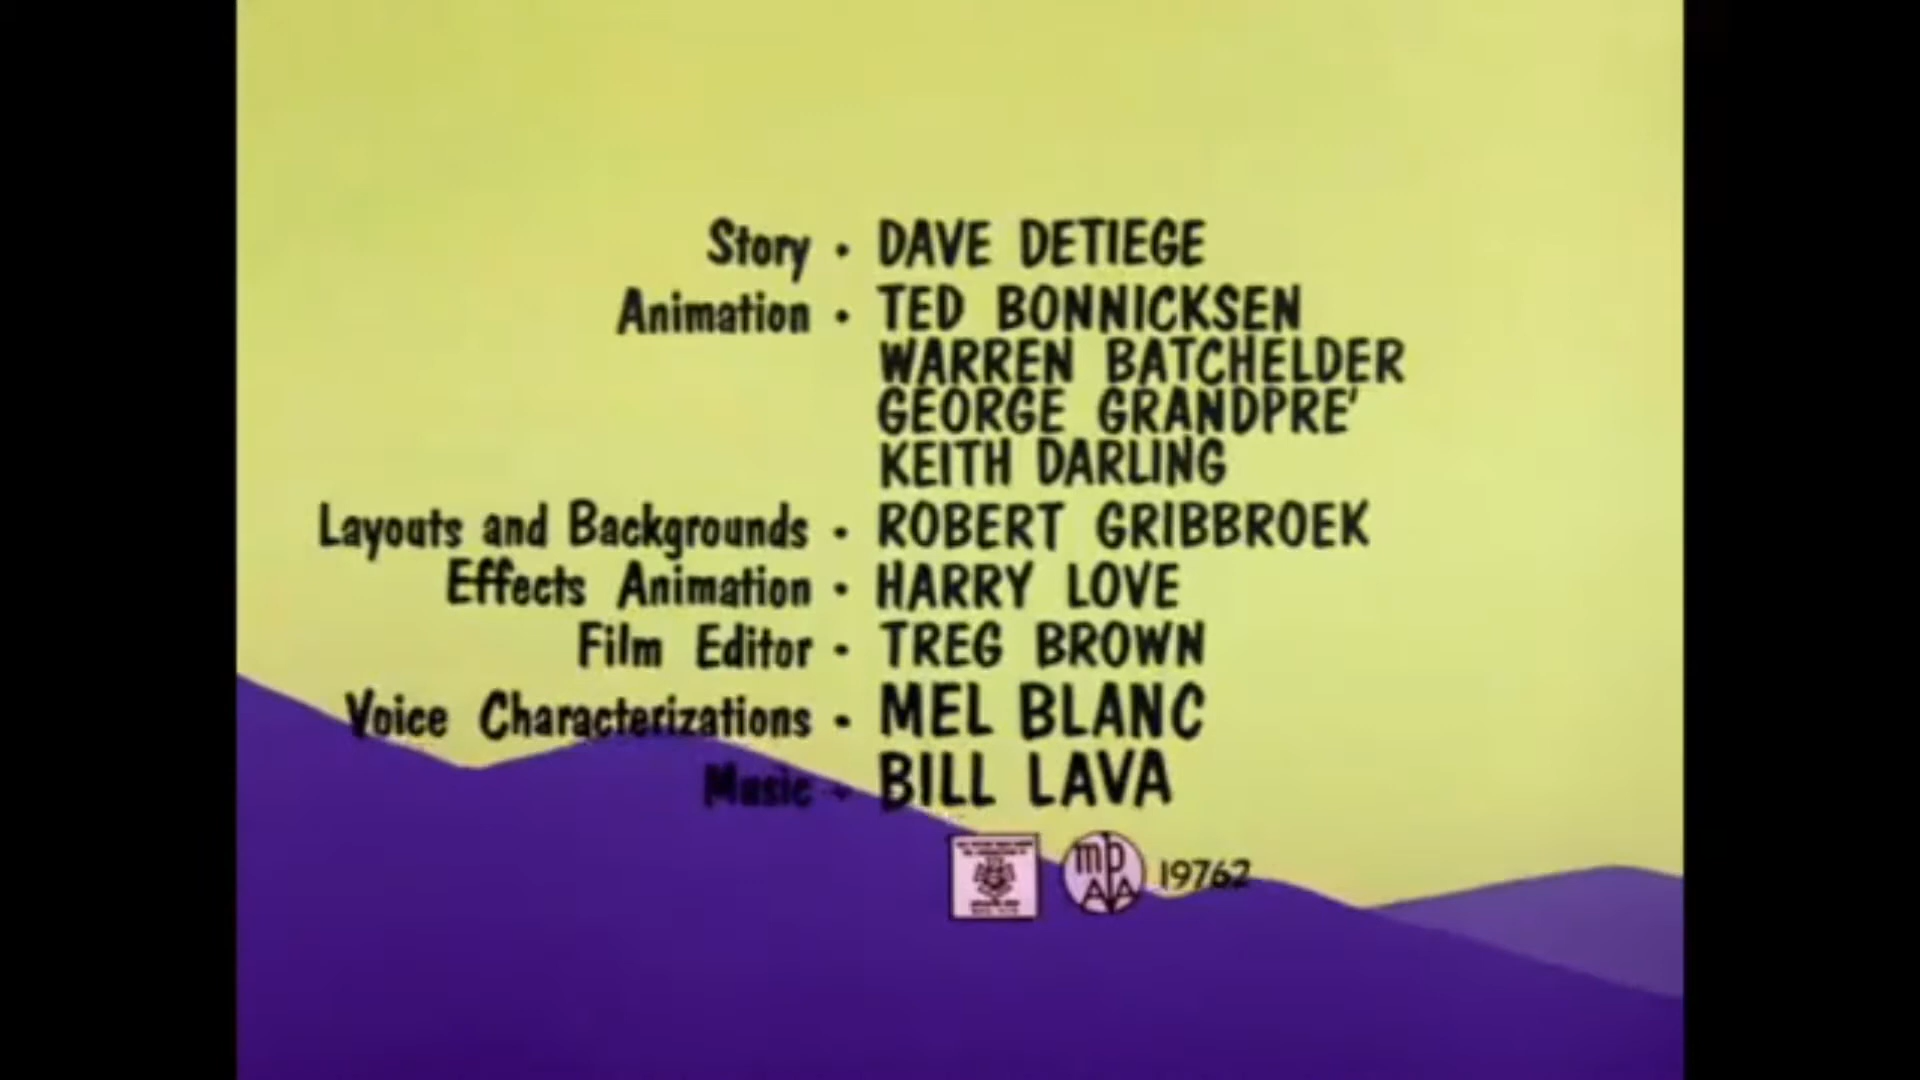 Story • DAVE DETIEGE
Animation • TED BONNICKSEN
WARREN BATCHELDER
GEORGE GRANDPRE'
KEITH DARLING
Layouts and Backgrounds • ROBERT GRIBBROEK
Effects Animation • HARRY LOVE
Film Editor • TREG BROWN
Voice Characterizations • MEL BLANC
Music • BILL LAVA
MPAA 19762